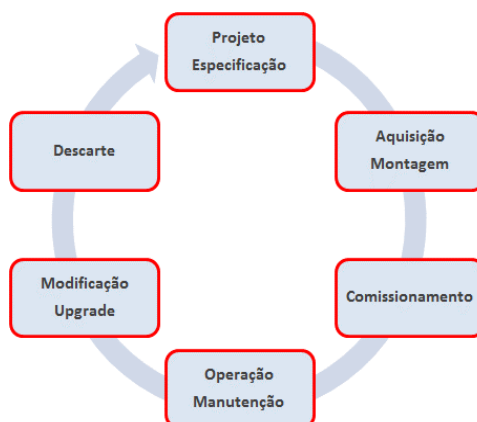 Projeto
Especificação
Aquisição
Montagem
Comissionamento
Operação
Manutenção
Modificação
Upgrade
Descarte